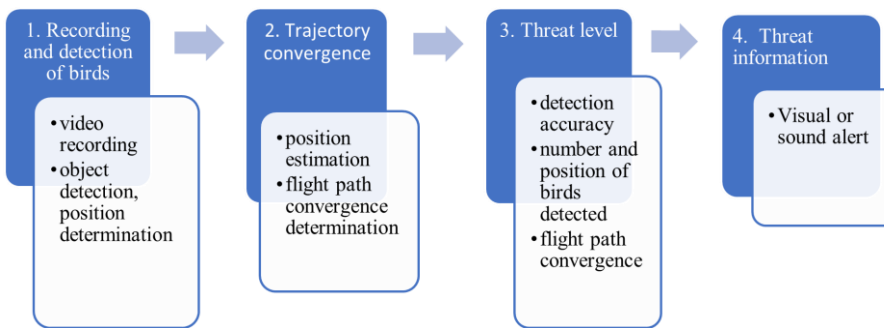 1. Recording
and detection
of birds
•video
recording
•object
detection,
position
determination
2. Trajectory
convergence
•position
estimation
•flight path
convergence
determination
3. Threat level
•detection
accuracy
•number and
position of
birds
detected
•flight path
convergence
4. Threat
information
•Visual or
sound alert